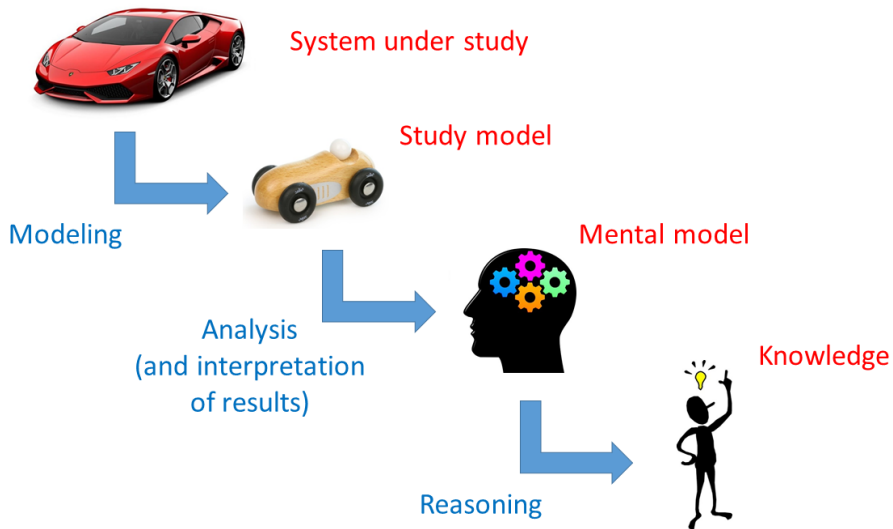 System under study
Study model
Modeling
Mental model
Analysis
(and interpretation
of results)
Knowledge
Reasoning